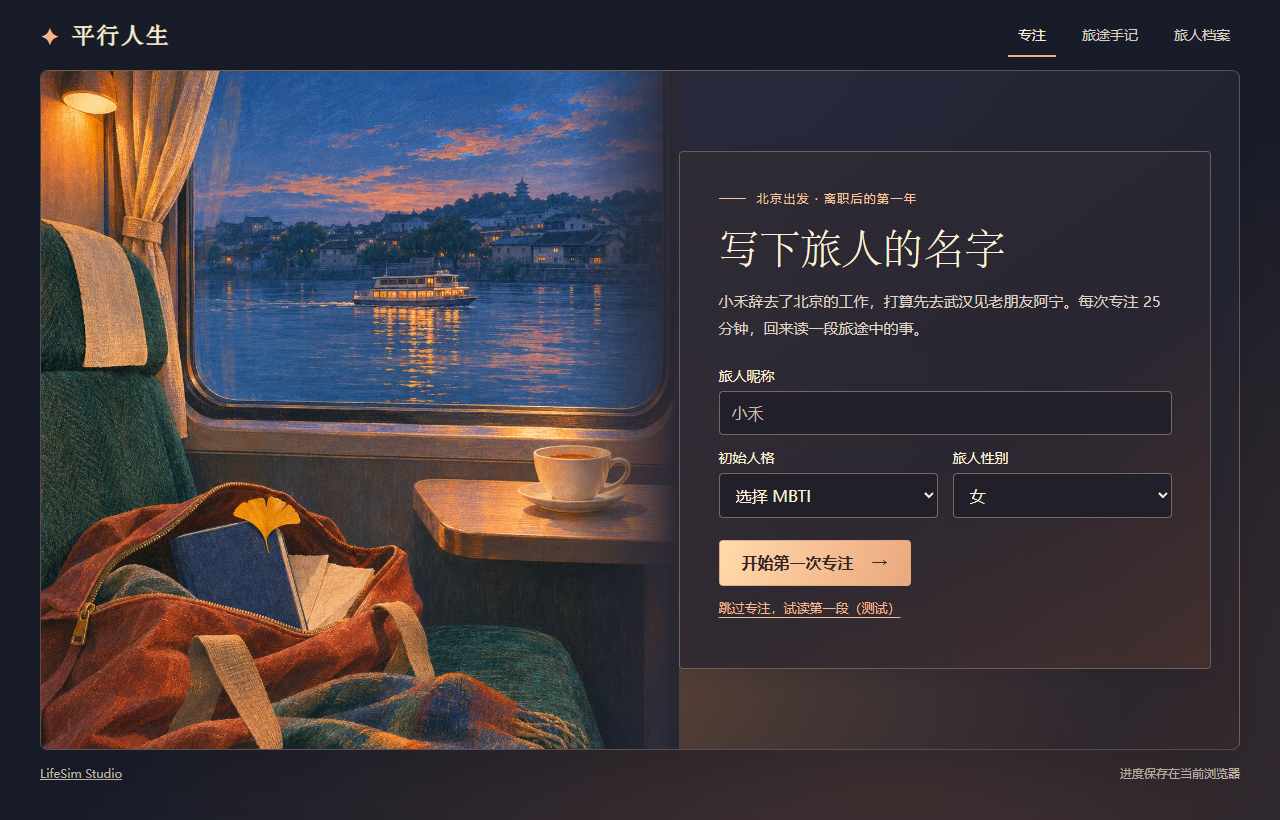 平行人生
专注
旅途手记
旅人档案
北京出发 · 离职后的第一年
写下旅人的名字
小禾辞去了北京的工作，打算先去武汉见老朋友阿宁。每次专注 25
分钟，回来读一段旅途中的事。
旅人昵称
小禾
初始人格
旅人性别
选择 MBTI
女
开始第一次专注 →
跳过专注，试读第一段（测试）
LifeSim Studio
进度保存在当前浏览器